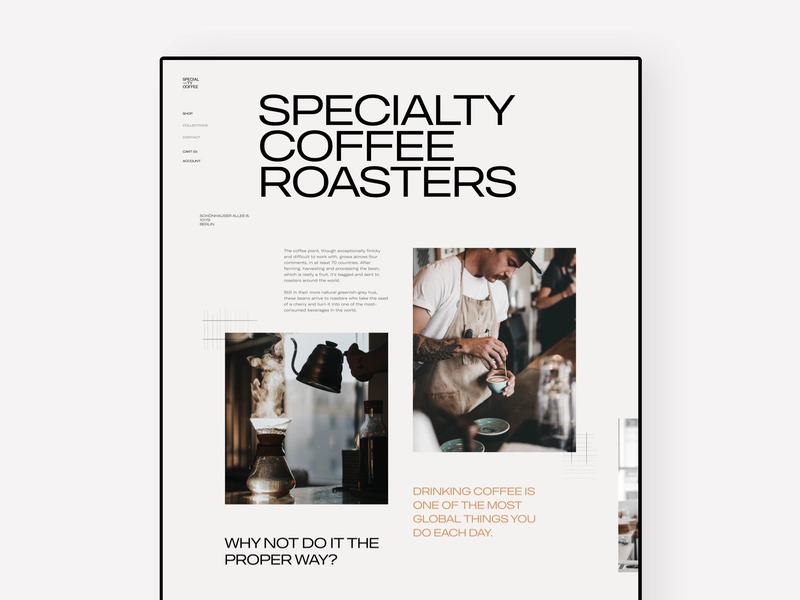 SPECIAL
—TY
COFFEE
SHOP
COLLECTIONS
CONTACT
CART (0)
ACCOUNT
SPECIALTY
COFFEE
ROASTERS
SCHÖNHAUSER ALLEE
BERLIN
The coffee plant, though exceptionally finicky
and difficult to work with, grows across four
continents, in at least 70 countries. After
farming, harvesting and processing the bean,
which is really a fruit, it's bagged and sent to
roasters around the world.
Still in their more natural greenish-gray hue,
these beans arrive to roasters who take the seed
of a cherry and turn it into one of the most-
consumed beverages in the world.
WHY NOT DO IT THE
PROPER WAY?
DRINKING COFFEE IS
ONE OF THE MOST
GLOBAL THINGS YOU
DO EACH DAY.